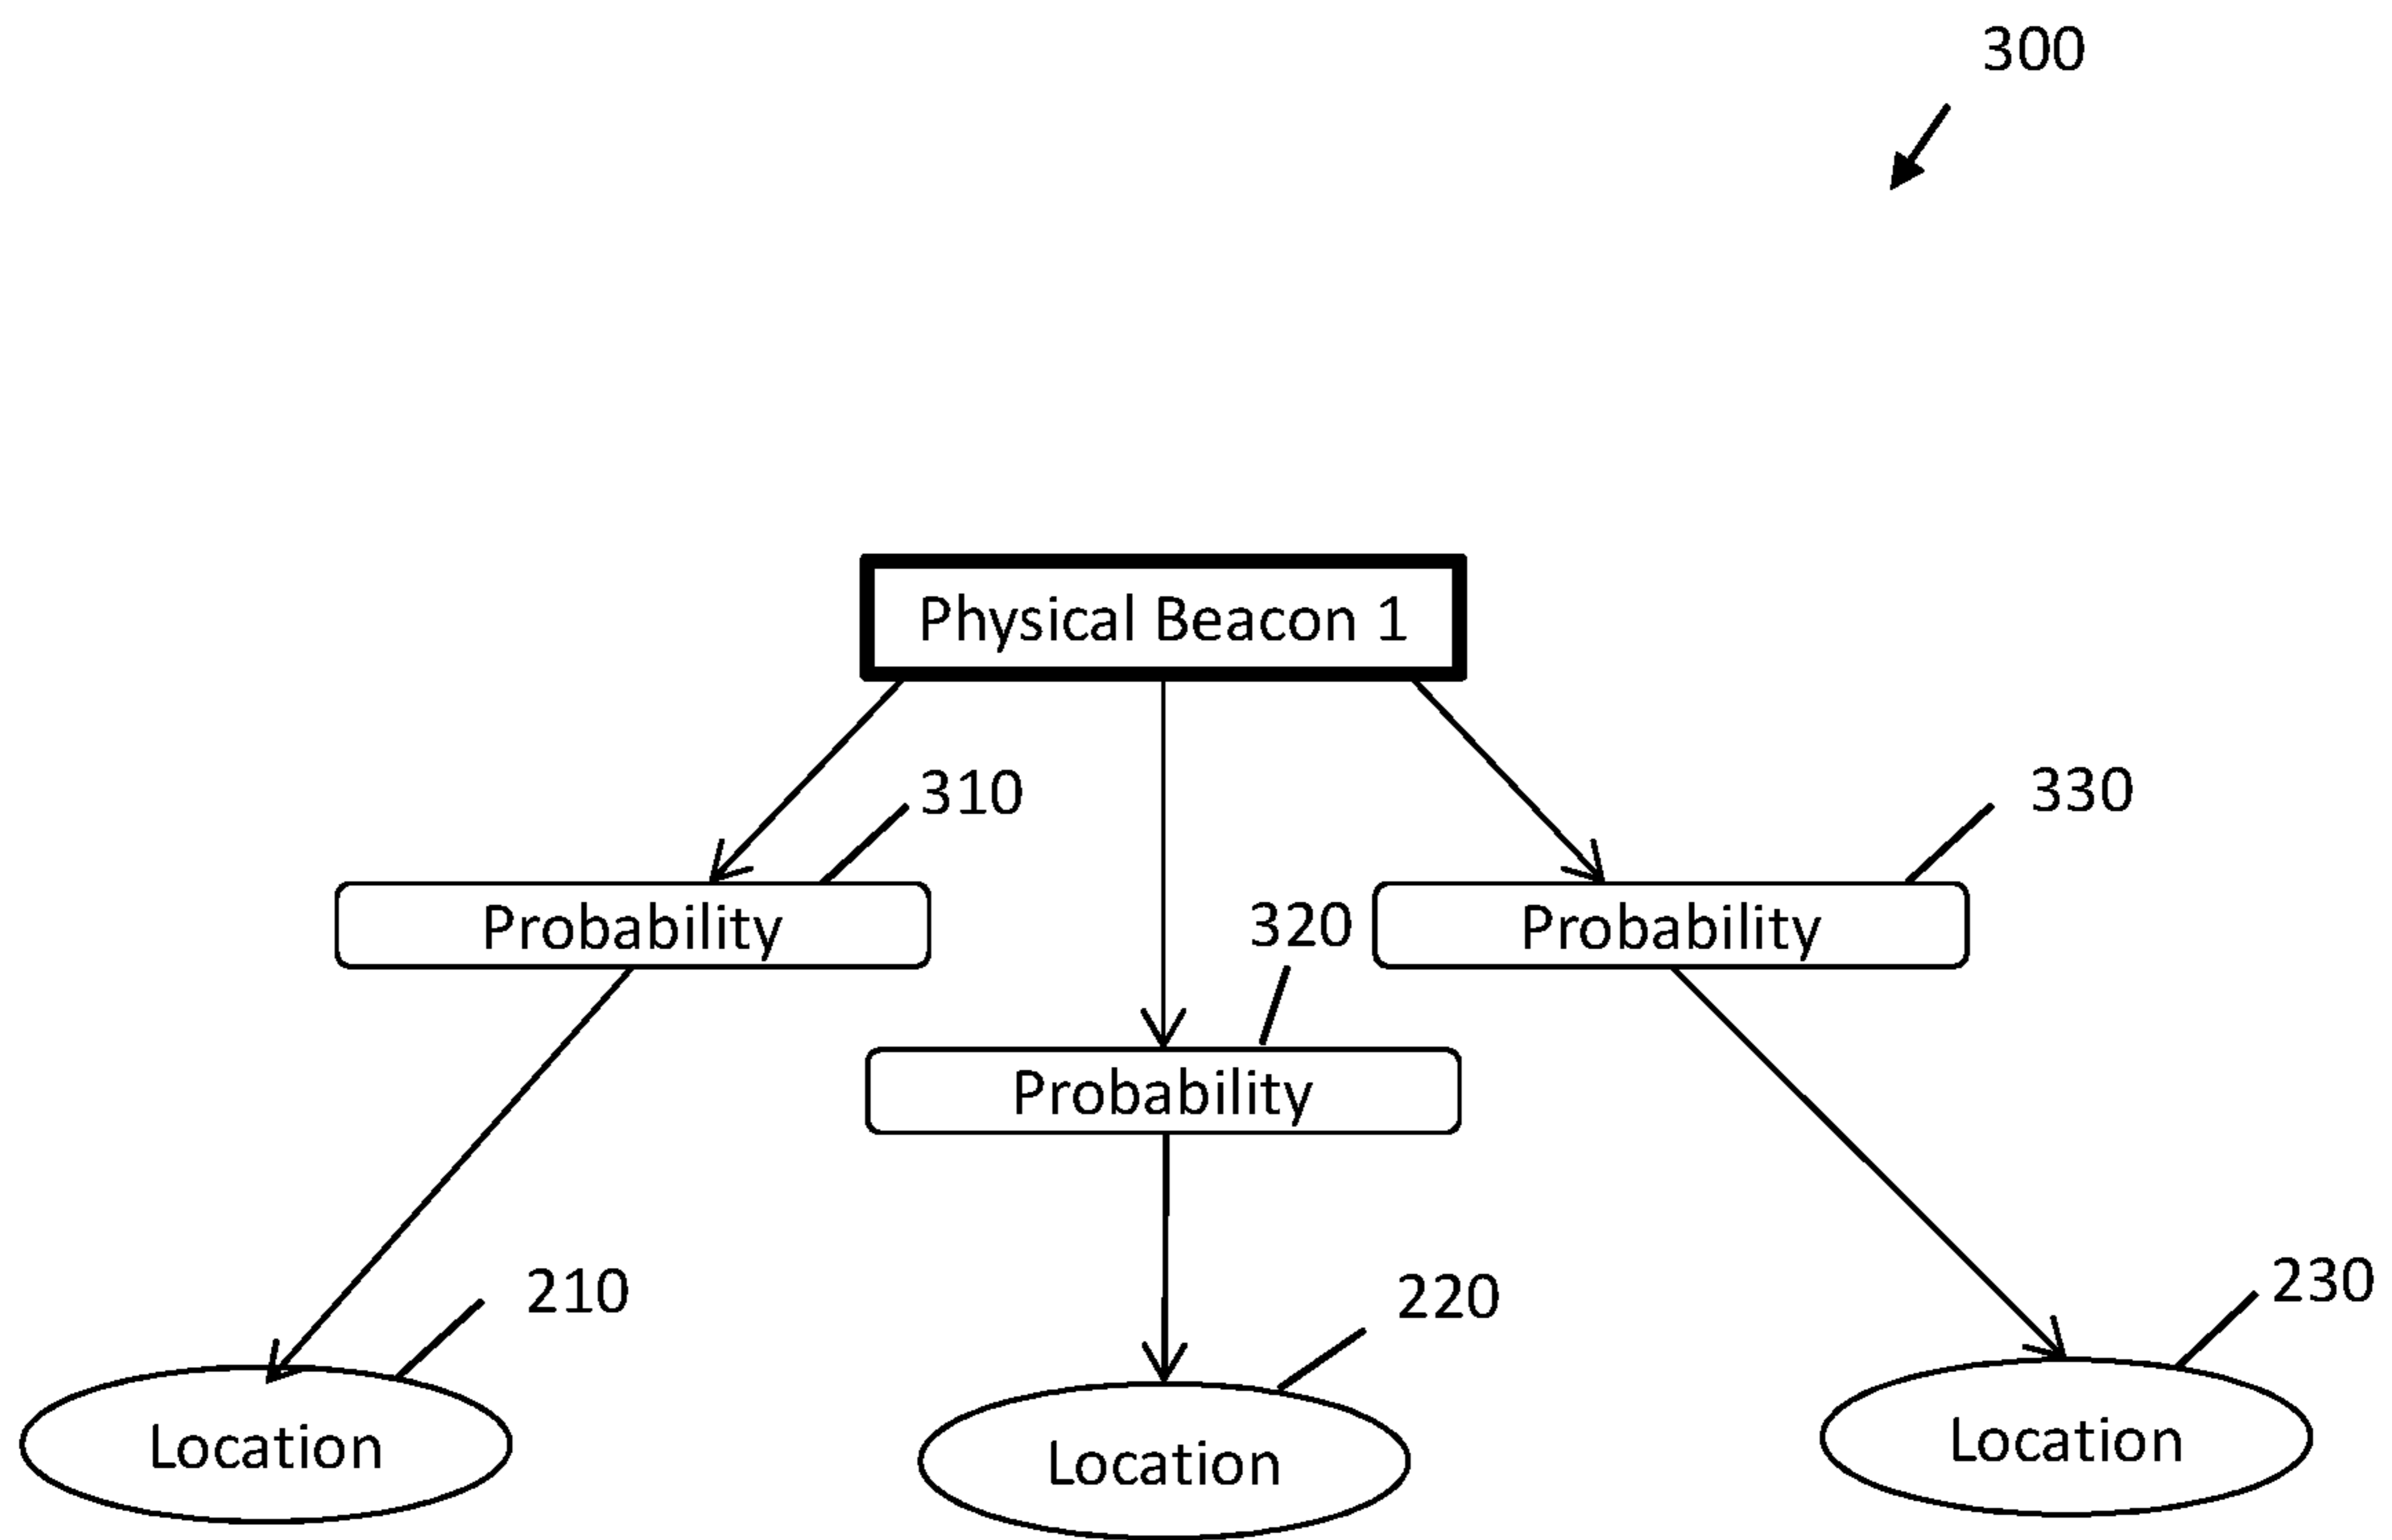 300
Physical Beacon 1
310
330
Probability
320
Probability
Probability
210
220
230
Location
Location
Location